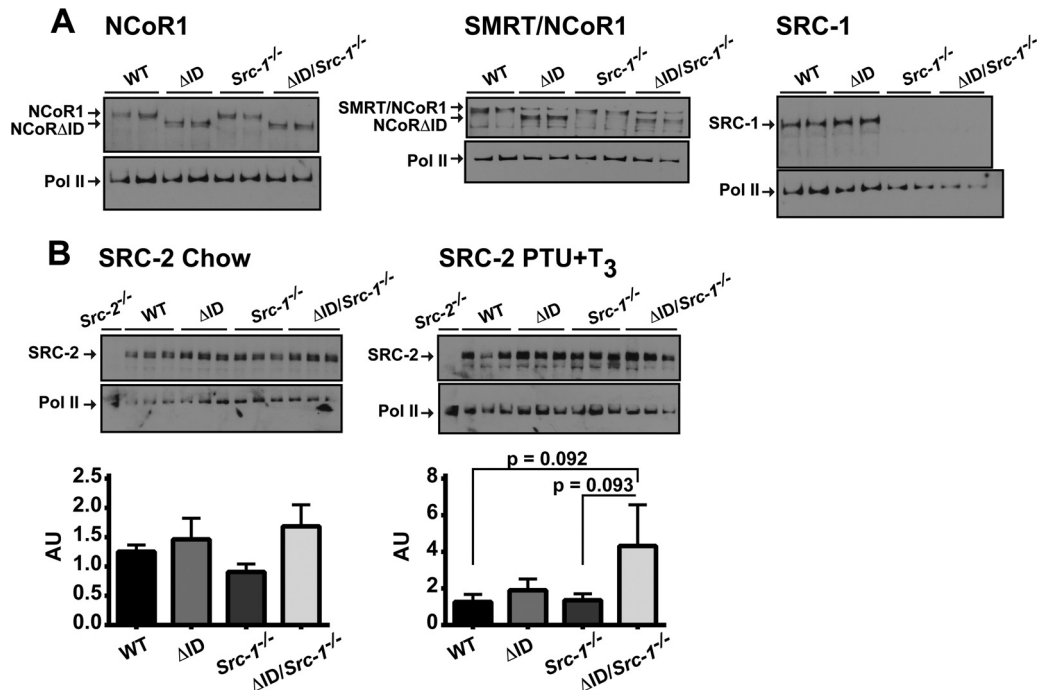 A
NCoR1
SMRT/NCoR1
SRC-1
WT ΔID Src-1-/- ΔID/Src-1-/-
WT ΔID Src-1-/- ΔID/Src-1-/-
WT ΔID Src-1-/- ΔID/Src-1-/-
NCoR1
NCoRΔID
Pol II
SMRT/NCoR1
NCoRΔID
Pol II
SRC-1
Pol II
B
SRC-2 Chow
SRC-2 PTU+T3
Src-2-/- WT ΔID Src-1-/- ΔID/Src-1-/-
Src-2-/- WT ΔID Src-1-/- ΔID/Src-1-/-
SRC-2
Pol II
SRC-2
Pol II
AU
2.5
2.0
1.5
1.0
0.5
0.0
WT ΔID Src-1-/- ΔID/Src-1-/-
AU
8
6
4
2
0
p = 0.092
p = 0.093
WT ΔID Src-1-/- ΔID/Src-1-/-